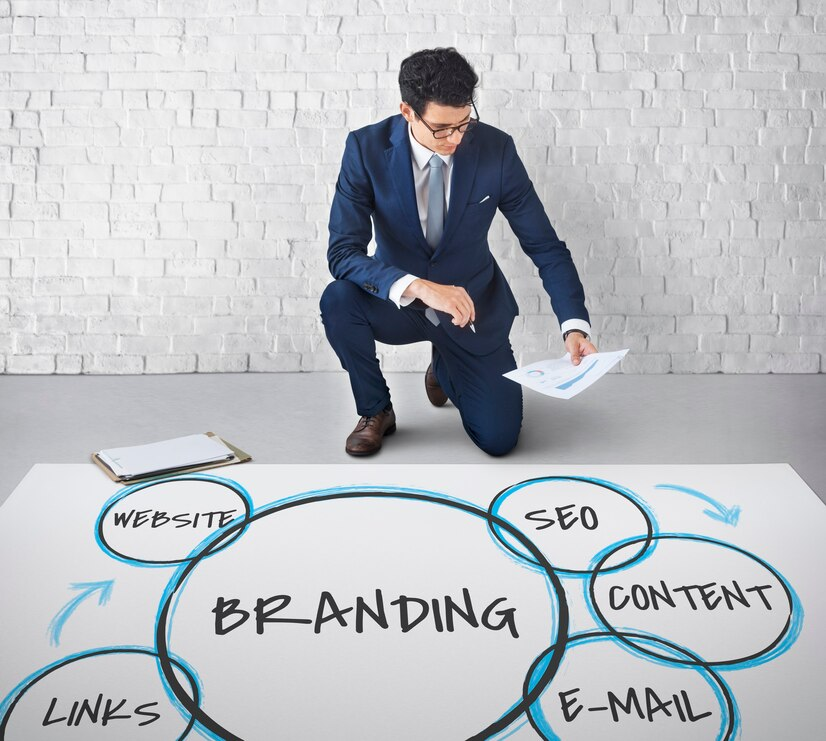 WEBSITE
SEO
BRANDING
CONTENT
LINKS
E-MAIL